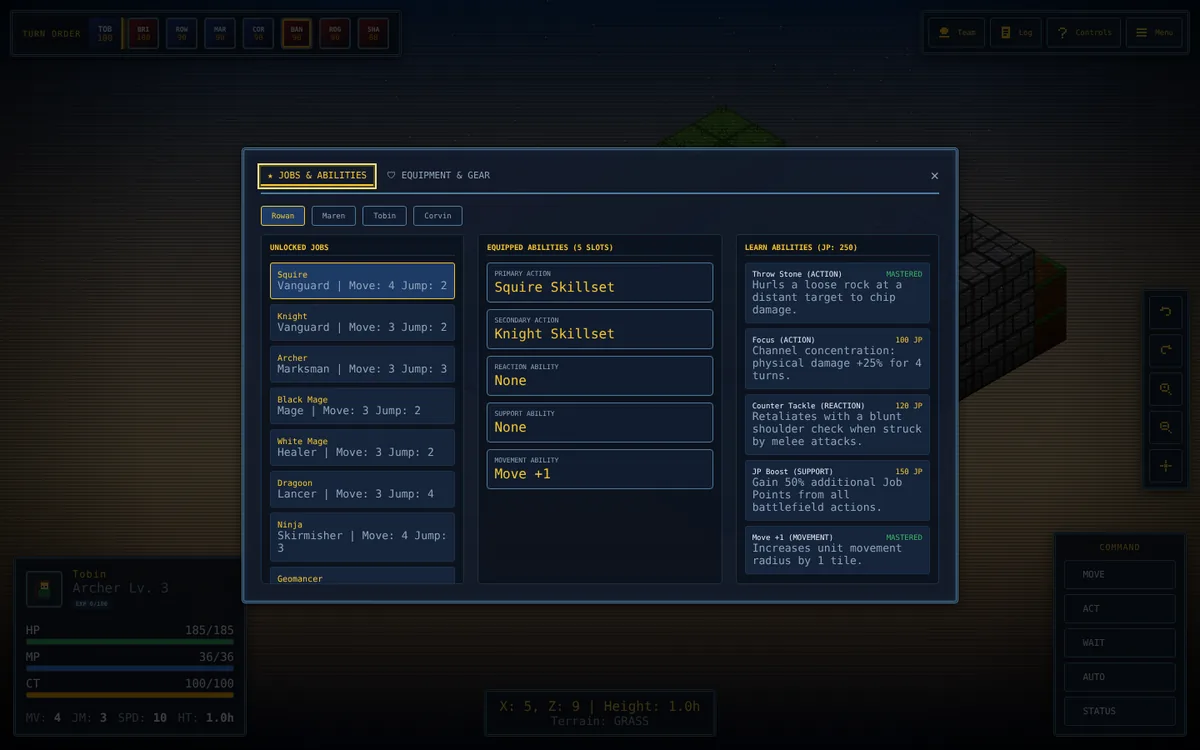 TURN ORDER
TOB
100
BRI
100
ROW
90
MAR
90
COR
90
BAN
90
ROG
SHA
80
Team
Log
Controls
Menu
★ JOBS & ABILITIES
EQUIPMENT & GEAR
×
Rowan
Maren
Tobin
Corvin
UNLOCKED JOBS
Squire
Vanguard | Move: 4 Jump: 2
Knight
Vanguard | Move: 3 Jump: 2
Archer
Marksman | Move: 3 Jump: 3
Black Mage
Mage | Move: 3 Jump: 2
White Mage
Healer | Move: 3 Jump: 2
Dragoon
Lancer | Move: 3 Jump: 4
Ninja
Skirmisher | Move: 4 Jump:
3
Geomancer
EQUIPPED ABILITIES (5 SLOTS)
PRIMARY ACTION
Squire Skillset
SECONDARY ACTION
Knight Skillset
REACTION ABILITY
None
SUPPORT ABILITY
None
MOVEMENT ABILITY
Move +1
LEARN ABILITIES (JP: 250)
Throw Stone (ACTION) MASTERED
Hurls a loose rock at a
distant target to chip
damage.
Focus (ACTION) 100 JP
Channel concentration:
physical damage +25% for 4
turns.
Counter Tackle (REACTION) 120 JP
Retaliates with a blunt
shoulder check when struck
by melee attacks.
JP Boost (SUPPORT) 150 JP
Gain 50% additional Job
Points from all
battlefield actions.
Move +1 (MOVEMENT) MASTERED
Increases unit movement
radius by 1 tile.
Tobin
Archer Lv. 3
EXP 0/100
HP 185/185
MP 36/36
CT 100/100
MV: 4 JM: 3 SPD: 10 HT: 1.0h
X: 5, Z: 9 | Height: 1.0h
Terrain: GRASS
COMMAND
MOVE
ACT
WAIT
AUTO
STATUS